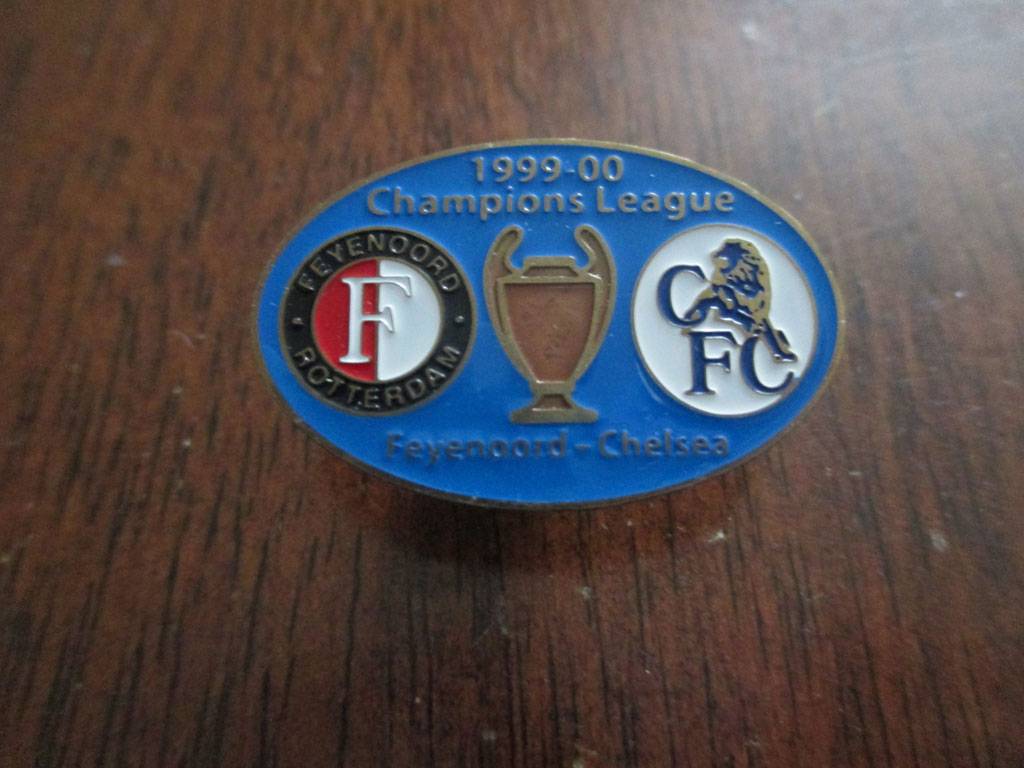 1999-00
Champions League
FEYENOORD
ROTTERDAM
F
CFC
Feyenoord - Chelsea